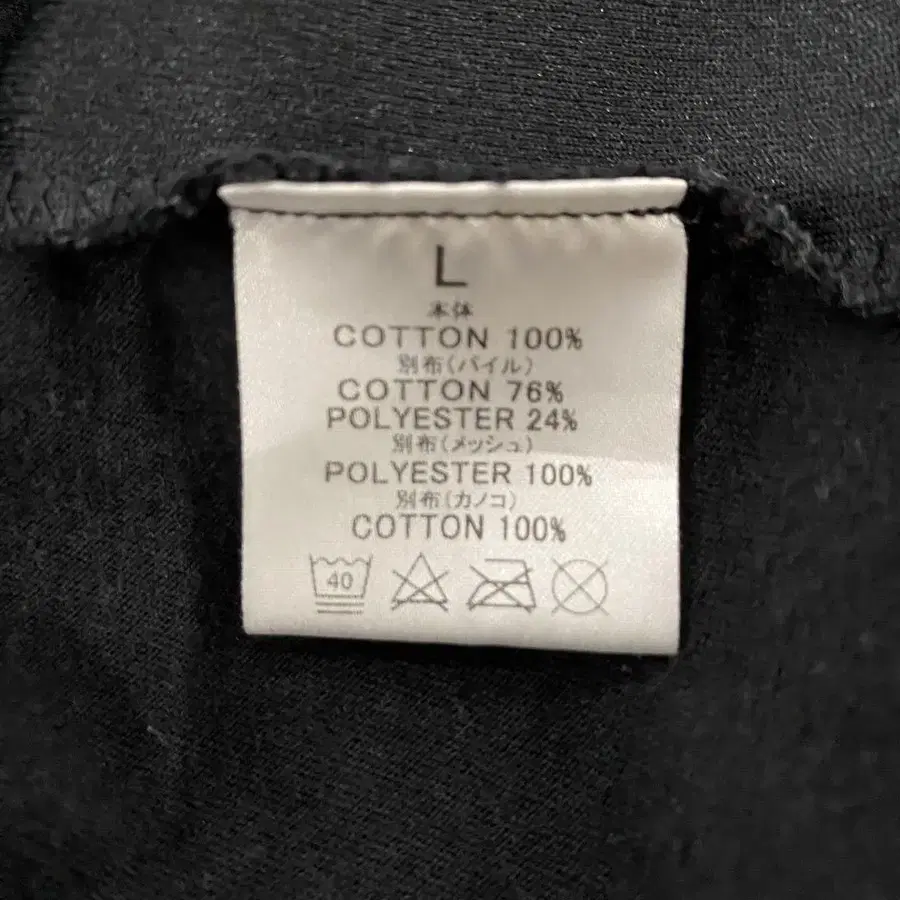 L
本体
COTTON 100%
別布(パイル)
COTTON 76%
POLYESTER 24%
別布(メッシュ)
POLYESTER 100%
別布(カノコ)
COTTON 100%
40